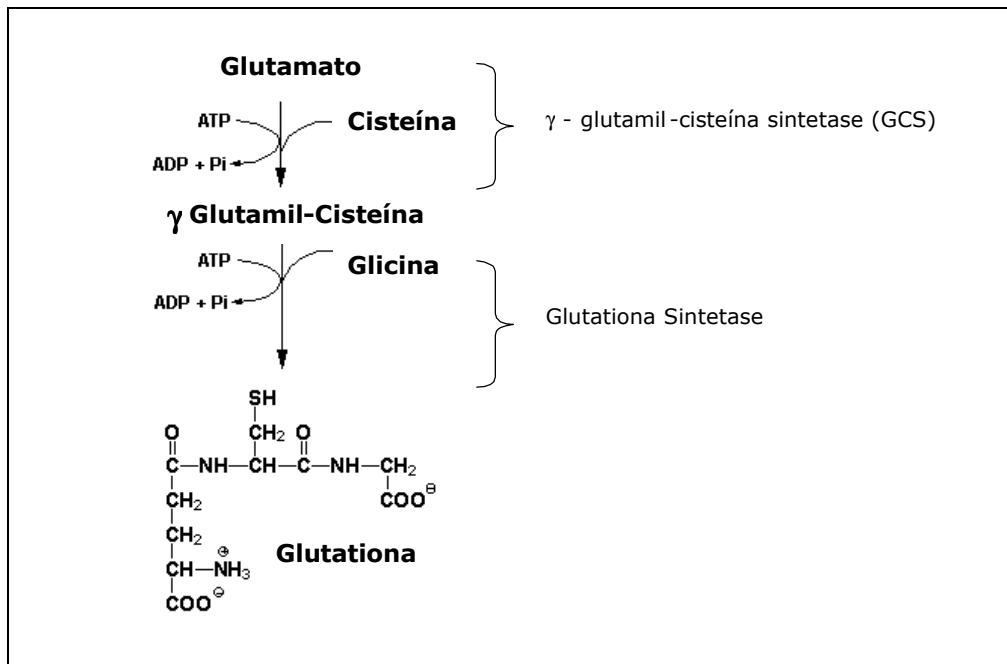 Glutamato
ATP
Cisteína
γ - glutamil-cisteína sintetase (GCS)
ADP + Pi
γ Glutamil-Cisteína
ATP
Glicina
ADP + Pi
Glutationa Sintetase
SH
O CH₂ O
C—NH—CH—C—NH—CH₂
CH₂ COO⊖
CH₂ Glutationa
⊕
CH—NH₃
COO⊖